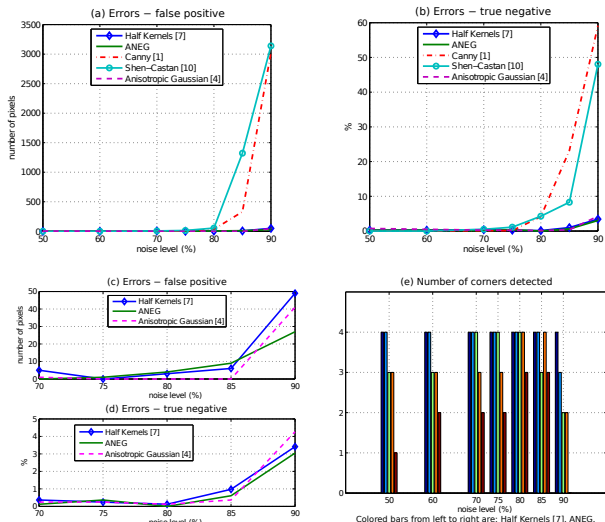 (a) Errors − false positive
3500
3000
2500
2000
1500
1000
500
0
number of pixels
Half Kernels [7]
ANEG
Canny [1]
Shen−Castan [10]
Anisotropic Gaussian [4]
50 60 70 80 90
noise level (%)
(b) Errors − true negative
60
50
40
30
20
10
0
%
Half Kernels [7]
ANEG
Canny [1]
Shen−Castan [10]
Anisotropic Gaussian [4]
50 60 70 80 90
noise level (%)
(c) Errors − false positive
50
40
30
20
10
0
number of pixels
Half Kernels [7]
ANEG
Anisotropic Gaussian [4]
70 75 80 85 90
noise level (%)
(d) Errors − true negative
5
4
3
2
1
0
%
Half Kernels [7]
ANEG
Anisotropic Gaussian [4]
70 75 80 85 90
noise level (%)
(e) Number of corners detected
4
3
2
1
0
50 60 70 75 80 85 90
noise level (%)
Colored bars from left to right are: Half Kernels [7], ANEG,